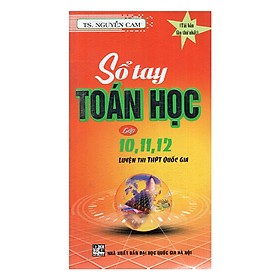 TS. NGUYỄN CAM
(Tái bản
lần thứ nhất)
Sổ tay
TOÁN HỌC
Lớp
10,11,12
LUYỆN THI THPT QUỐC GIA
NHÀ XUẤT BẢN ĐẠI HỌC QUỐC GIA HÀ NỘI